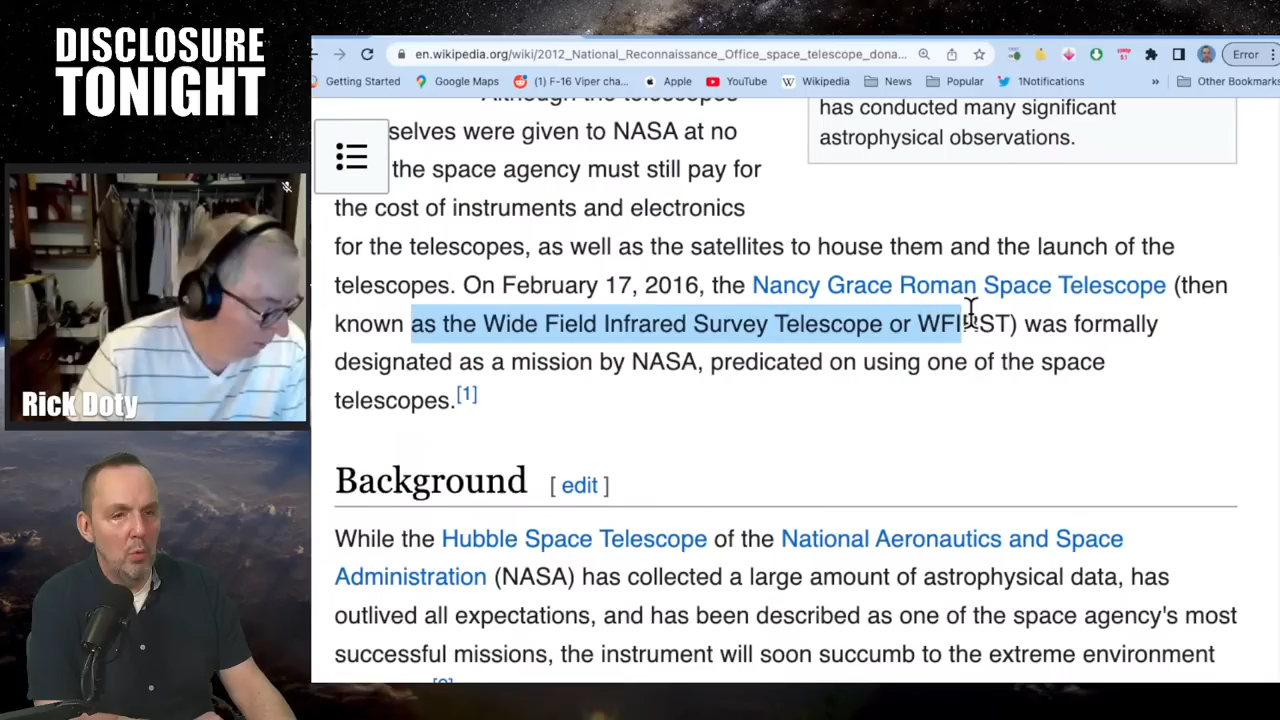 DISCLOSURE
TONIGHT
en.wikipedia.org/wiki/2012_National_Reconnaissance_Office_space_telescope_dona...
Error
Getting Started
Google Maps
(1) F-16 Viper cha...
Apple
YouTube
Wikipedia
News
Popular
1Notifications
»
Other Bookmarks
Although the telescopes
selves were given to NASA at no
the space agency must still pay for
the cost of instruments and electronics
for the telescopes, as well as the satellites to house them and the launch of the
telescopes. On February 17, 2016, the Nancy Grace Roman Space Telescope (then
known as the Wide Field Infrared Survey Telescope or WFIRST) was formally
designated as a mission by NASA, predicated on using one of the space
telescopes.[1]
has conducted many significant
astrophysical observations.
Background [ edit ]
While the Hubble Space Telescope of the National Aeronautics and Space
Administration (NASA) has collected a large amount of astrophysical data, has
outlived all expectations, and has been described as one of the space agency's most
successful missions, the instrument will soon succumb to the extreme environment
Rick Doty